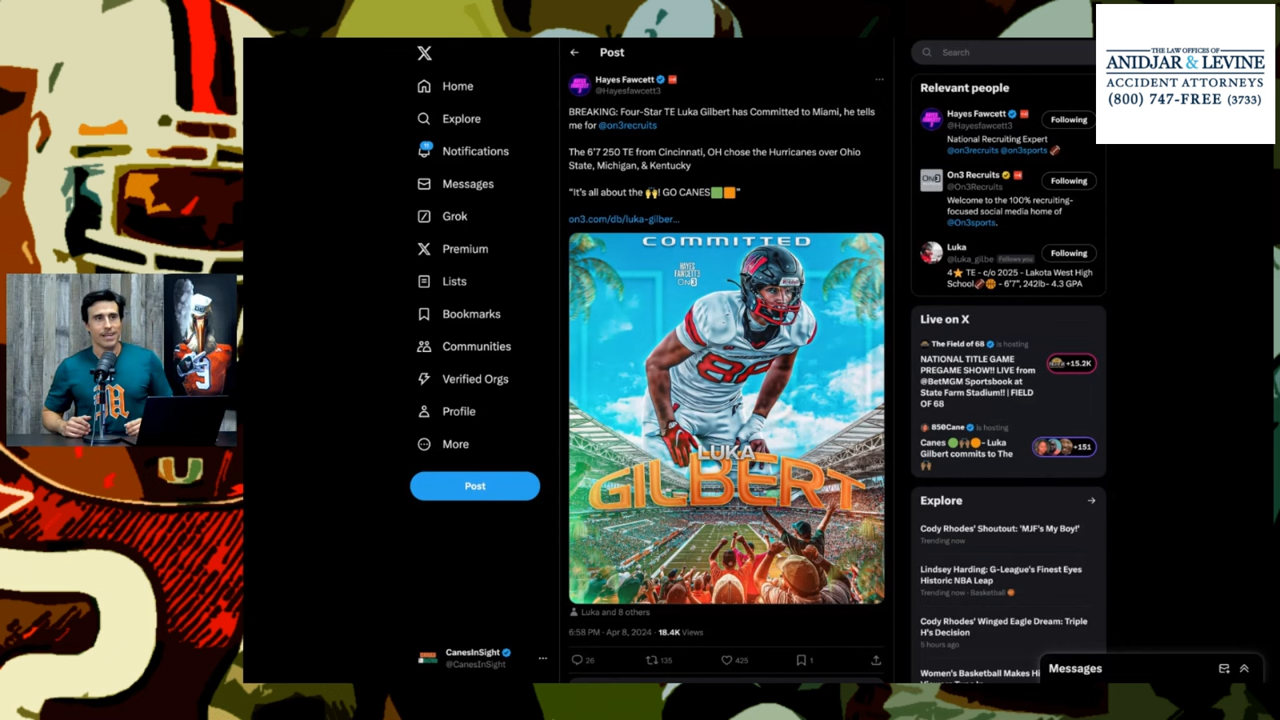 THE LAW OFFICES OF
ANIDJAR & LEVINE
ACCIDENT ATTORNEYS
(800) 747-FREE (3733)
Home
Explore
11
Notifications
Messages
Grok
Premium
Lists
Bookmarks
Communities
Verified Orgs
Profile
More
Post
CanesInSight
@CanesInSight
← Post
Hayes Fawcett
@Hayesfawcett3
BREAKING: Four-Star TE Luka Gilbert has Committed to Miami, he tells
me for @on3recruits
The 6'7 250 TE from Cincinnati, OH chose the Hurricanes over Ohio
State, Michigan, & Kentucky
"It's all about the 🙌! GO CANES🟩🟧"
on3.com/db/luka-gilber...
COMMITTED
HAYES
FAWCETT
ON3
LUKA
GILBERT
Luka and 8 others
6:58 PM · Apr 8, 2024 · 18.4K Views
26
135
425
1
Search
Relevant people
Hayes Fawcett
@Hayesfawcett3
Following
National Recruiting Expert
@on3recruits @on3sports 🏈
ON3
On3 Recruits
@On3Recruits
Following
Welcome to the 100% recruiting-
focused social media home of
@On3sports.
Luka
@luka_gilbe Follows you
Following
4⭐ TE - c/o 2025 - Lakota West High
School🏈🏀 - 6'7", 242lb- 4.3 GPA
Live on X
The Field of 68 is hosting
NATIONAL TITLE GAME
PREGAME SHOW!! LIVE from
@BetMGM Sportsbook at
State Farm Stadium!! | FIELD
OF 68
+15.2K
850Cane is hosting
Canes 🟢🙌🟠- Luka
Gilbert commits to The
🙌
+151
Explore →
Cody Rhodes' Shoutout: 'MJF's My Boy!'
Trending now
Lindsey Harding: G-League's Finest Eyes
Historic NBA Leap
Trending now · Basketball
Cody Rhodes' Winged Eagle Dream: Triple
H's Decision
5 hours ago
Women's Basketball Makes Hi
Messages